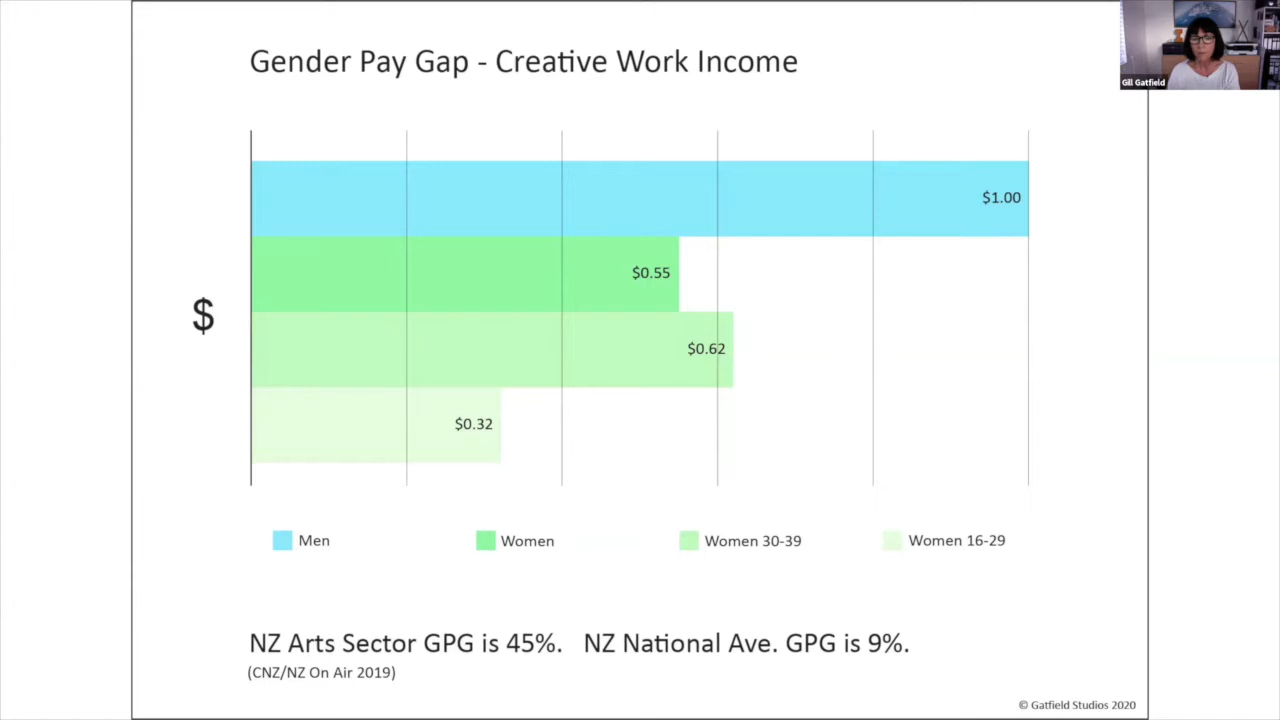 Gender Pay Gap - Creative Work Income
Gill Gatfield
$1.00
$0.55
$
$0.62
$0.32
Men
Women
Women 30-39
Women 16-29
NZ Arts Sector GPG is 45%. NZ National Ave. GPG is 9%.
(CNZ/NZ On Air 2019)
© Gatfield Studios 2020